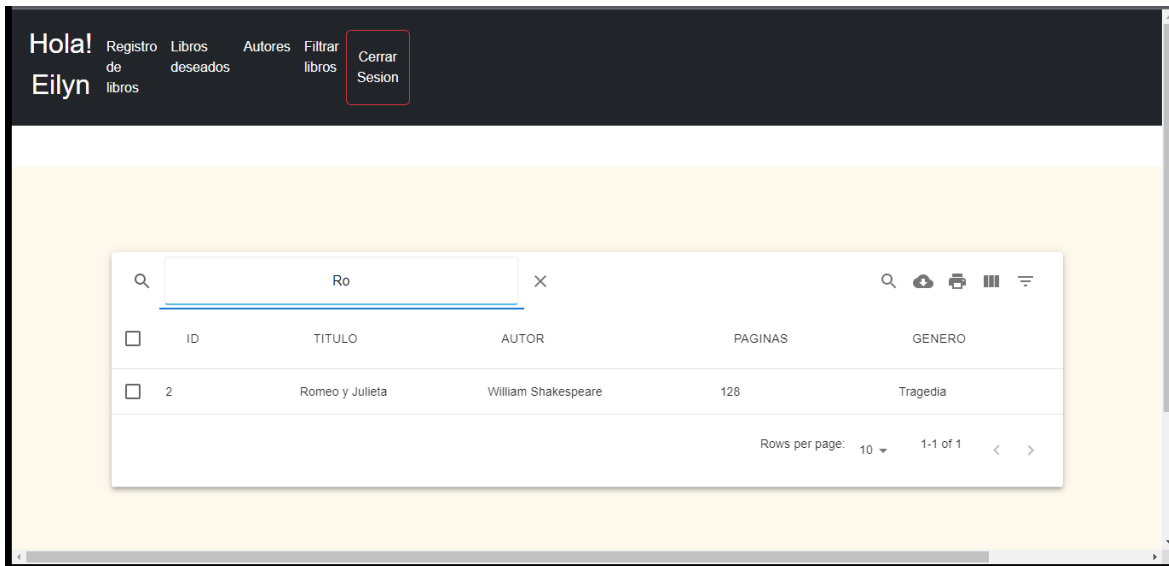 Hola! Eilyn
Registro de libros
Libros deseados
Autores
Filtrar libros
Cerrar Sesion
Ro
ID TITULO AUTOR PAGINAS GENERO
2 Romeo y Julieta William Shakespeare 128 Tragedia
Rows per page: 10 1-1 of 1